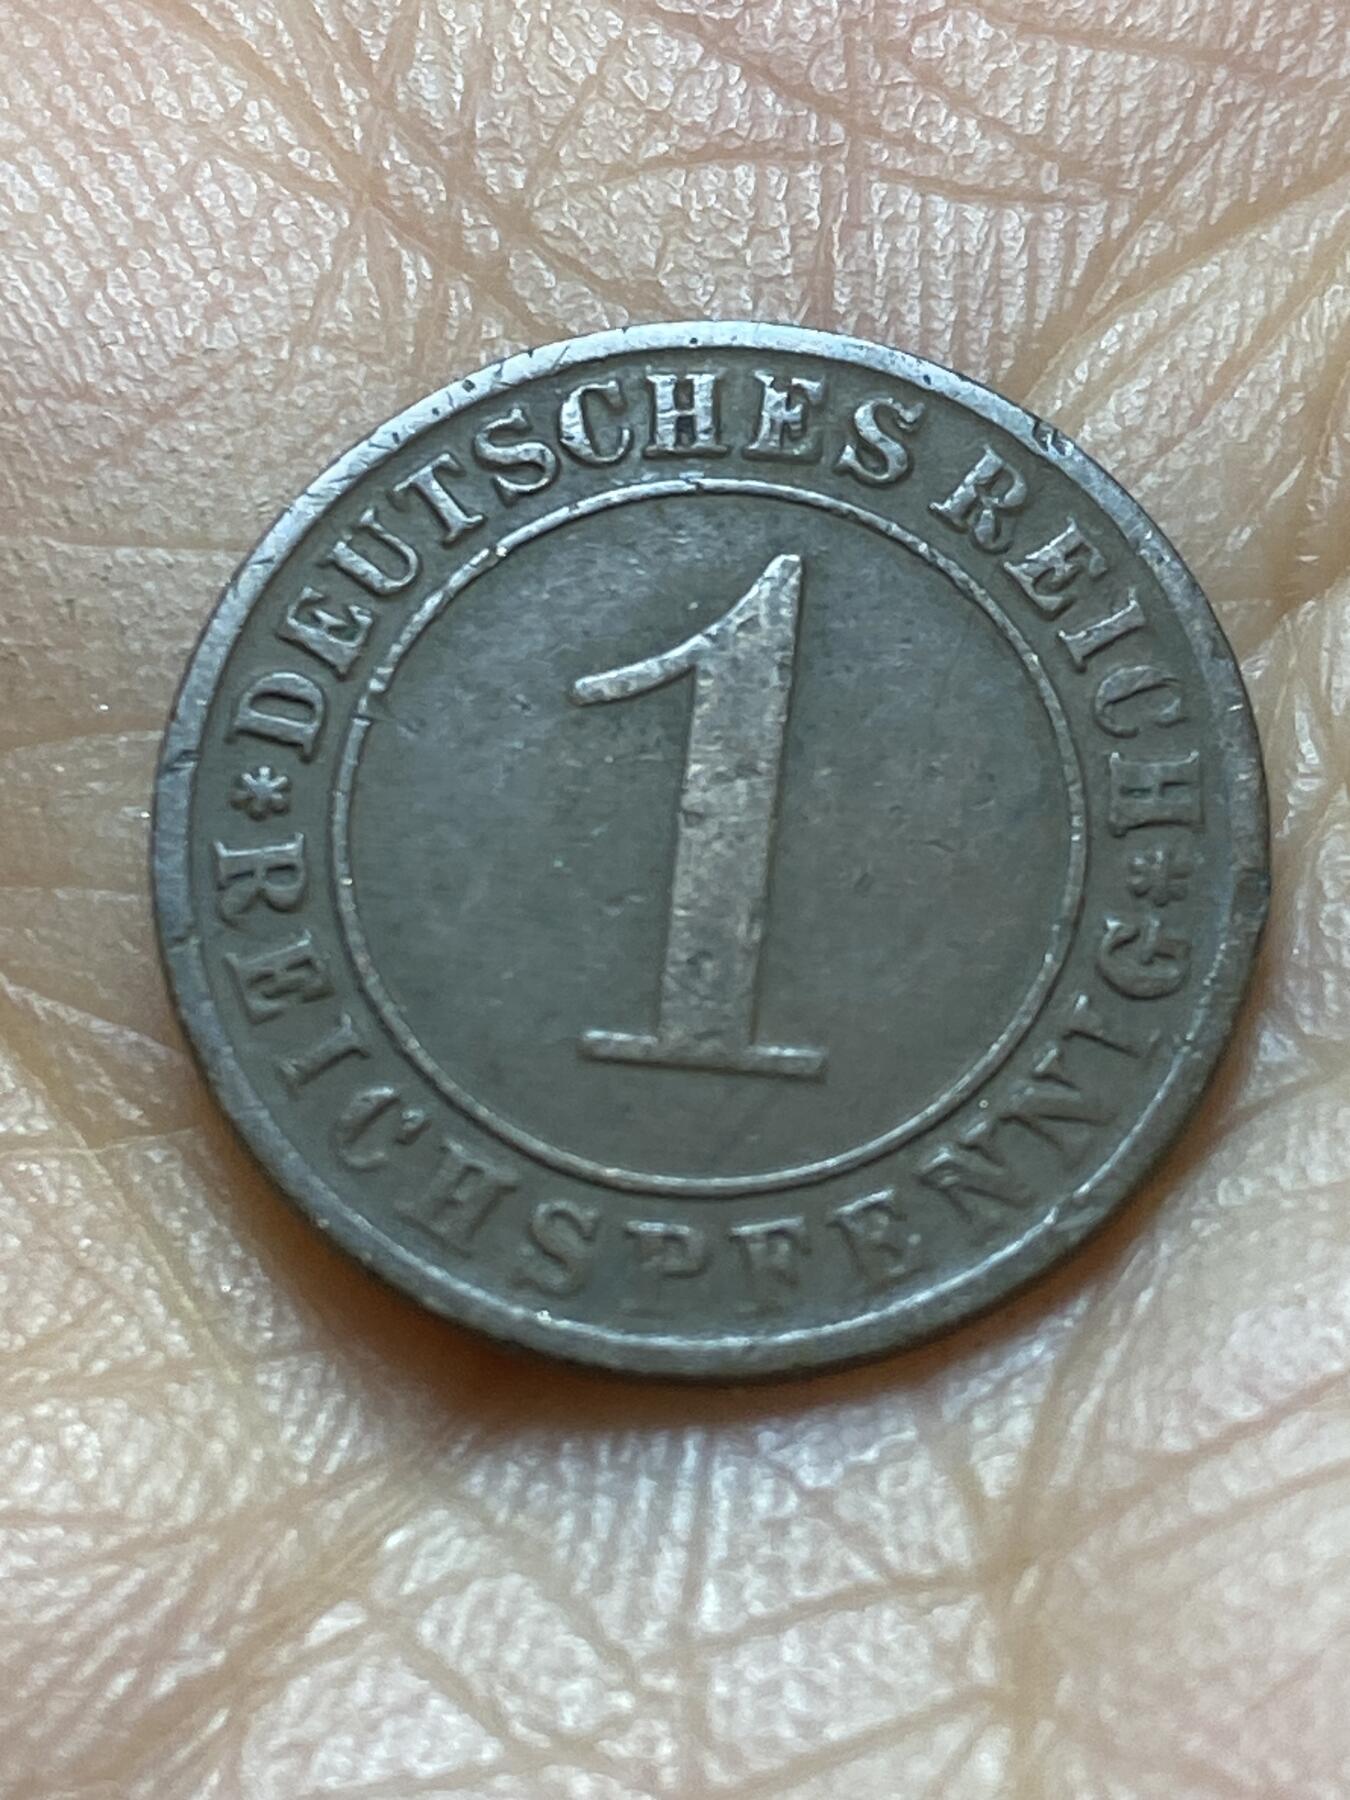 *DEUTSCHES REICH*
REICHSPFENNIG
1